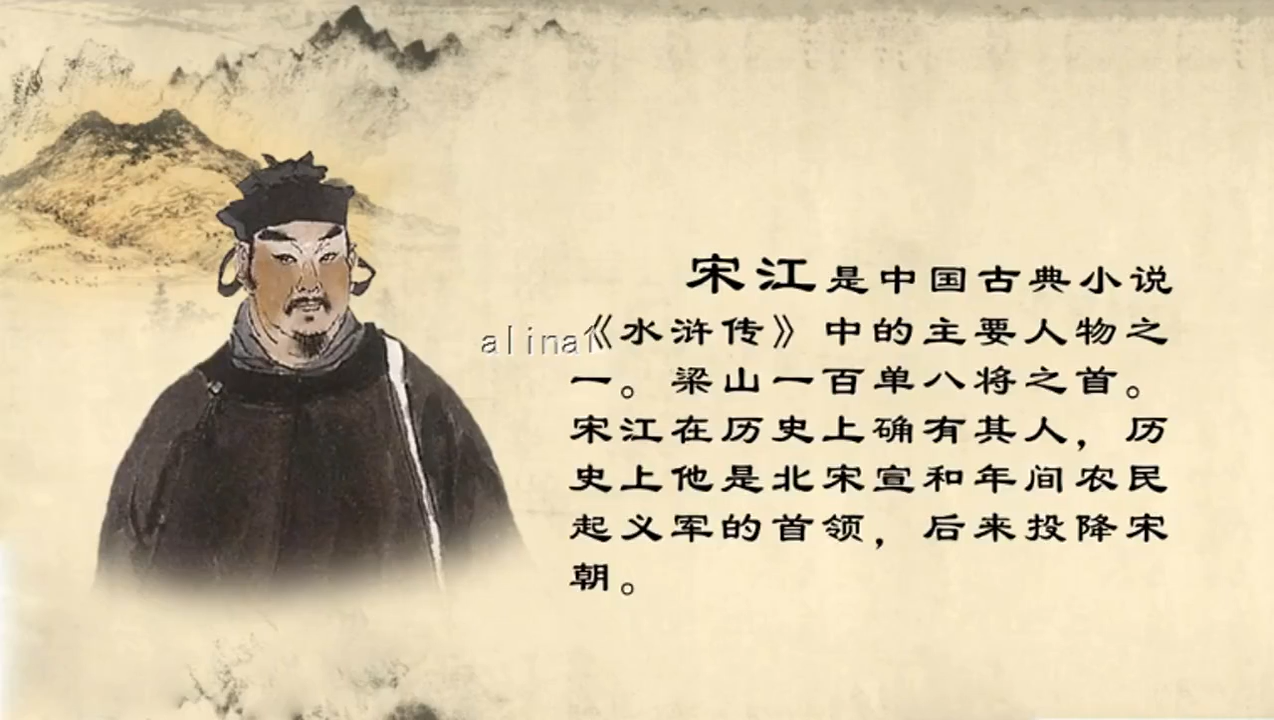 宋江是中国古典小说
《水浒传》中的主要人物之
一。梁山一百单八将之首。
宋江在历史上确有其人，历
史上他是北宋宣和年间农民
起义军的首领，后来投降宋
朝。